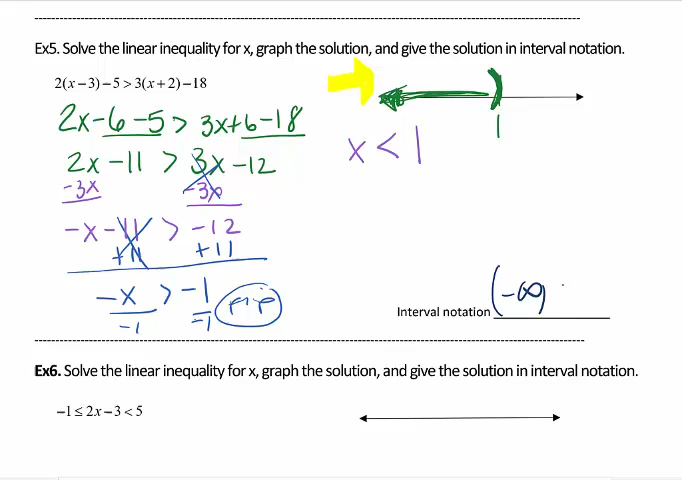 Ex5. Solve the linear inequality for x, graph the solution, and give the solution in interval notation.
2(x−3)−5>3(x+2)−18
2x-6-5 > 3x+6-18
2x -11 > 3x -12
-3x -3x
-x -11 > -12
+11 +11
-x > -1 flip
-1 -1
)
1
x < 1
Interval notation (-∞,
Ex6. Solve the linear inequality for x, graph the solution, and give the solution in interval notation.
−1 ≤ 2x−3 < 5